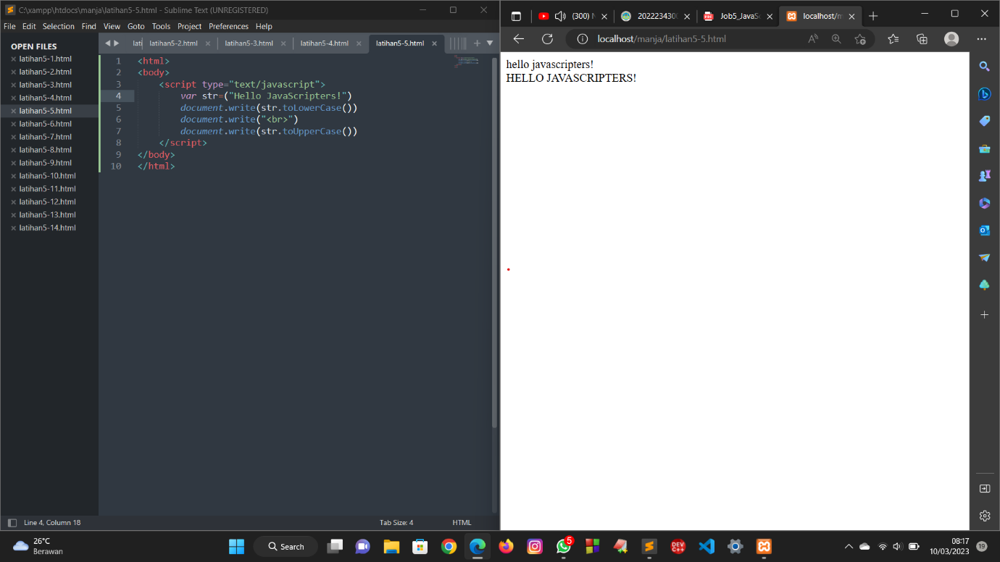 C:\xampp\htdocs\manja\latihan5-5.html - Sublime Text (UNREGISTERED)
File Edit Selection Find View Goto Tools Project Preferences Help
OPEN FILES
latihan5-1.html
latihan5-2.html
latihan5-3.html
latihan5-4.html
latihan5-5.html
latihan5-6.html
latihan5-7.html
latihan5-8.html
latihan5-9.html
latihan5-10.html
latihan5-11.html
latihan5-12.html
latihan5-13.html
latihan5-14.html
lati latihan5-2.html latihan5-3.html latihan5-4.html latihan5-5.html
1 <html>
2 <body>
3 <script type="text/javascript">
4 var str=("Hello JavaScripters!")
5 document.write(str.toLowerCase())
6 document.write("<br>")
7 document.write(str.toUpperCase())
8 </script>
9 </body>
10 </html>
Line 4, Column 18 Tab Size: 4 HTML
(300) 2022234300 Job5_JavaSc localhost/m
localhost/manja/latihan5-5.html
hello javascripters!
HELLO JAVASCRIPTERS!
26°C
Berawan
Search
5
DEV
C++
08:17
10/03/2023
19